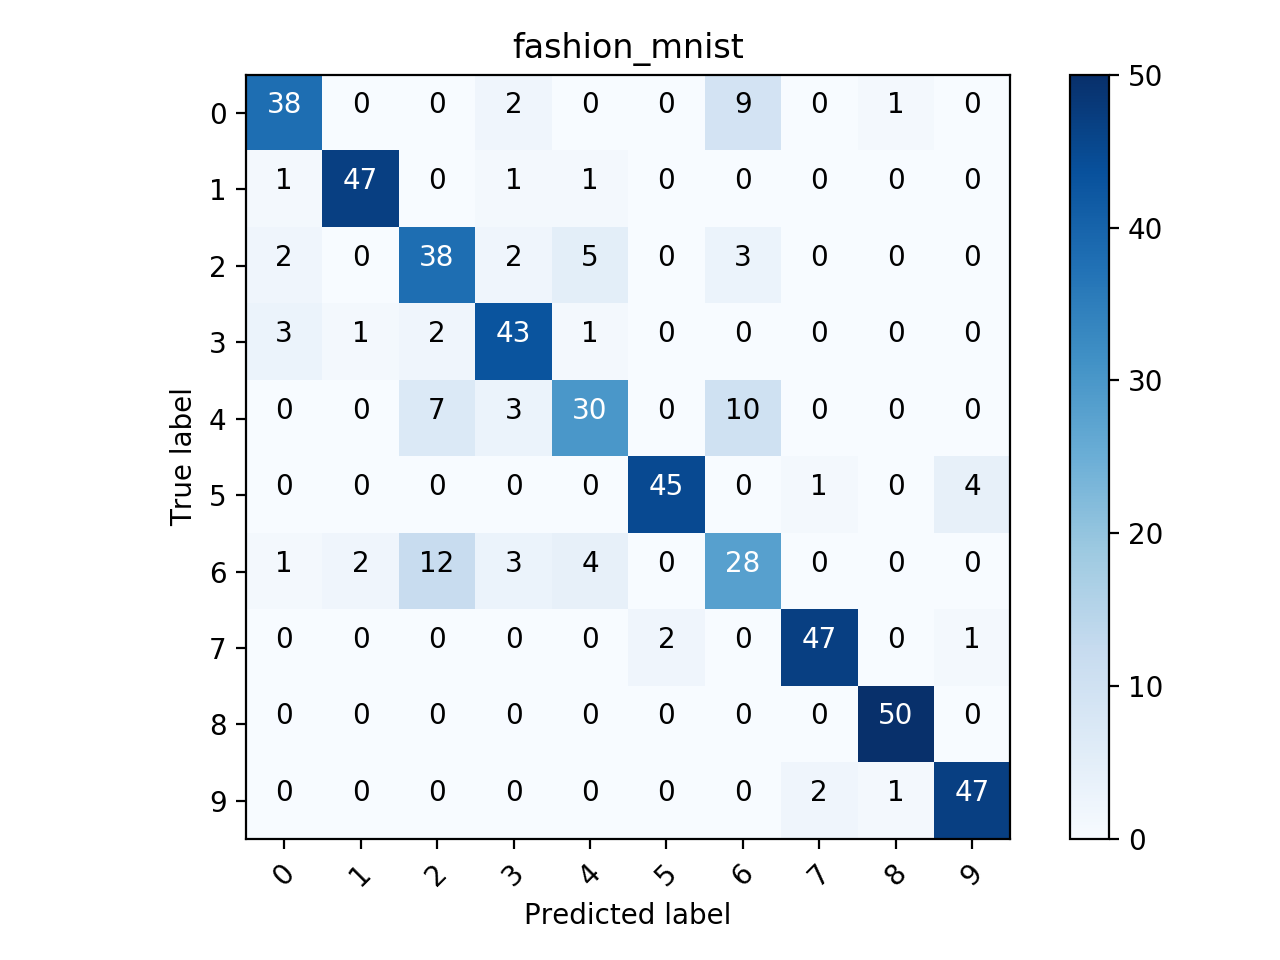 fashion_mnist
0 38 0 0 2 0 0 9 0 1 0
1 1 47 0 1 1 0 0 0 0 0
2 2 0 38 2 5 0 3 0 0 0
3 3 1 2 43 1 0 0 0 0 0
4 0 0 7 3 30 0 10 0 0 0
5 0 0 0 0 0 45 0 1 0 4
6 1 2 12 3 4 0 28 0 0 0
7 0 0 0 0 0 2 0 47 0 1
8 0 0 0 0 0 0 0 0 50 0
9 0 0 0 0 0 0 0 2 1 47
0 1 2 3 4 5 6 7 8 9
Predicted label
True label
50
40
30
20
10
0